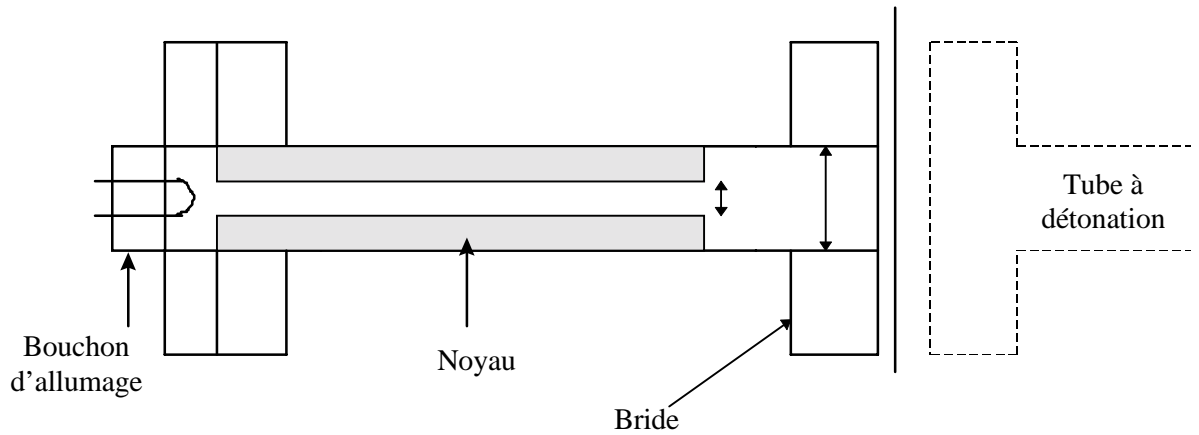 Tube à
détonation
Bouchon
d’allumage
Noyau
Bride